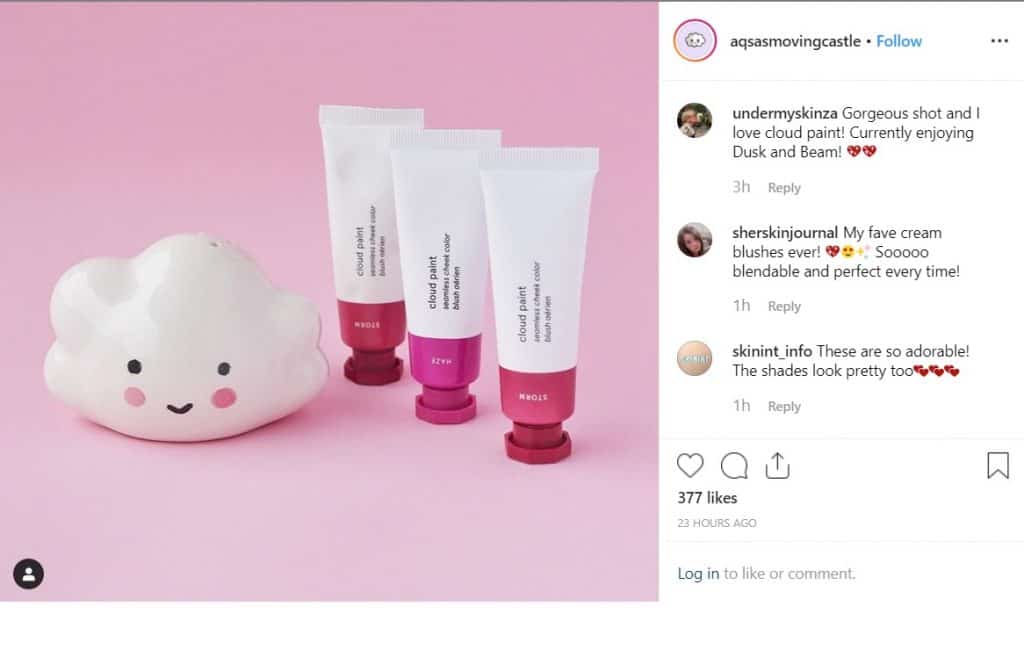 cloud paint
seamless cheek color
blush aérien
STORM
cloud paint
seamless cheek color
blush aérien
HAZE
cloud paint
seamless cheek color
blush aérien
STORM
aqsasmovingcastle • Follow
undermyskinza Gorgeous shot and I
love cloud paint! Currently enjoying
Dusk and Beam! 💖💖
3h Reply
sherskinjournal My fave cream
blushes ever! 💖😍✨ Sooooo
blendable and perfect every time!
1h Reply
skinint_info These are so adorable!
The shades look pretty too💕💕💕
1h Reply
377 likes
23 HOURS AGO
Log in to like or comment.